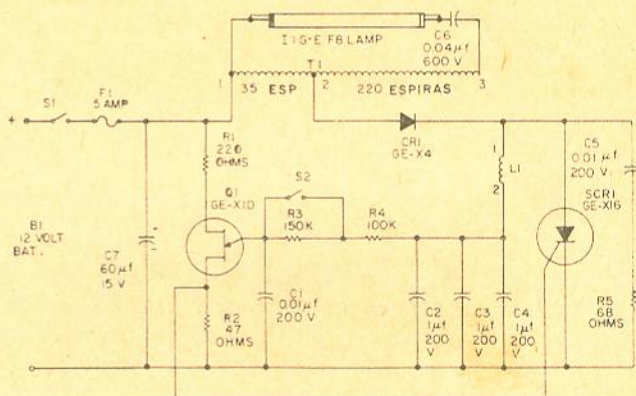 I I G-E F8 LAMP
C6
0.04µf
600 V
T1
1 35 ESP 2 220 ESPIRAS 3
S1
F1
5 AMP
+
R1
220
OHMS
CR1
GE-X4
1
L1
2
C5
0.01 µf
200 V
SCR1
GE-X16
Q1
GE-X10
S2
R3
150K
R4
100K
B1
12 VOLT
BAT.
C7
60µf
15 V
+
-
R2
47
OHMS
C1
0.01µf
200 V
C2
1µf
200
V
C3
1µf
200
V
C4
1µf
200
V
R5
68
OHMS